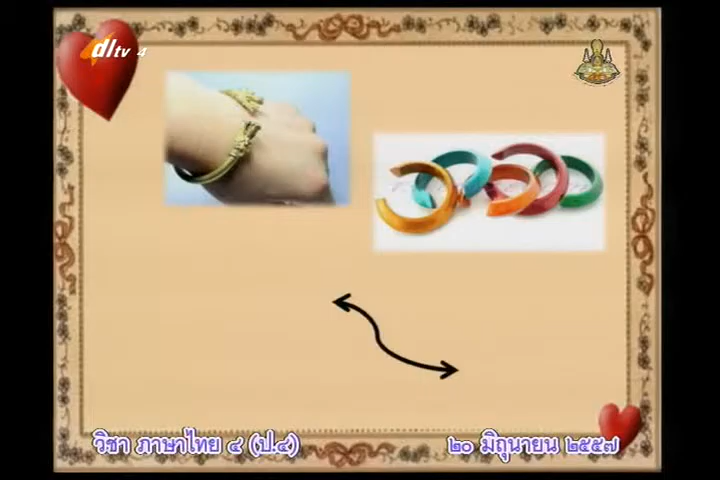 dltv 4
วิชา ภาษาไทย ๔ (ป.๔)
๒๐ มิถุนายน ๒๕๕๗